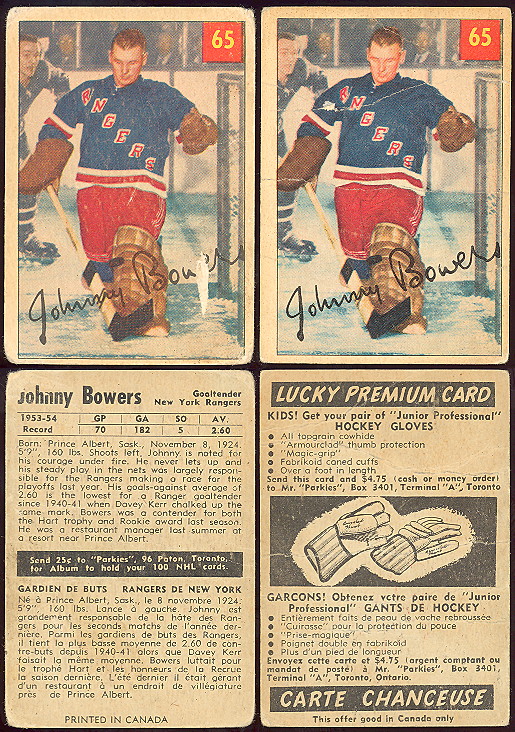 65
RANGERS
Johnny Bowers
65
RANGERS
Johnny Bowers
Johnny Bowers Goaltender
New York Rangers
1953-54 GP GA SO AV.
Record 70 182 5 2.60
Born: Prince Albert, Sask., November 8, 1924.
5'9", 160 lbs. Shoots left, Johnny is noted for
his courage under fire. He never lets up and
his steady play in the nets was largely respon-
sible for the Rangers making a race for the
playoffs last year. His goals-against average of
2.60 is the lowest for a Ranger goaltender
since 1940-41 when Davey Kerr chalked up the
same mark. Bowers was a contender for both
the Hart trophy and Rookie award last season.
He was a restaurant manager last summer at
a resort near Prince Albert.
Send 25c to "Parkies", 96 Paton, Toronto,
for Album to hold your 100 NHL cards.
GARDIEN DE BUTS RANGERS DE NEW YORK
Né à Prince Albert, Sask., le 8 novembre 1924:
5'9", 160 lbs. Lance à gauche. Johnny est
grandement responsible de la hâte des Ran-
gers pour les seconds matchs de l'année der-
nière. Parmi les gardiens de buts des Rangers,
il tient la plus basse moyenne de 2.60 de con-
tre-buts depuis 1940-41 alors que Davey Kerr
faisait la même moyenne. Bowers luttait pour
le trophé Hart et les honneurs de la Recrue
la saison dernière. L'été dernier il était gérant
d'un restaurant à un endroit de villégiature
près de Prince Albert.
PRINTED IN CANADA
LUCKY PREMIUM CARD
KIDS! Get your pair of "Junior Professional"
HOCKEY GLOVES
● All topgrain cowhide
● "Armourclad" thumb protection
● "Magic-grip"
● Fabrikoid caned cuffs
● Over a foot in length
Send this card and $4.75 (cash or money order)
to Mr. "Parkies", Box 3401, Terminal "A", Toronto
GARCONS! Obtenez votre paire de "Junior
Professional" GANTS DE HOCKEY
● Entièrement faits de peau de vache rebroussée
● "Cuirasse" pour la protection du pouce
● "Prise-magique"
● Poignet double en fabrikoid
● Plus d'un pied de longueur
Envoyez cette carte et $4.75 (argent comptant ou
mandat de poste) à Mr. "Parkies", Box 3401,
Terminal "A", Toronto, Ontario.
CARTE CHANCEUSE
This offer good in Canada only